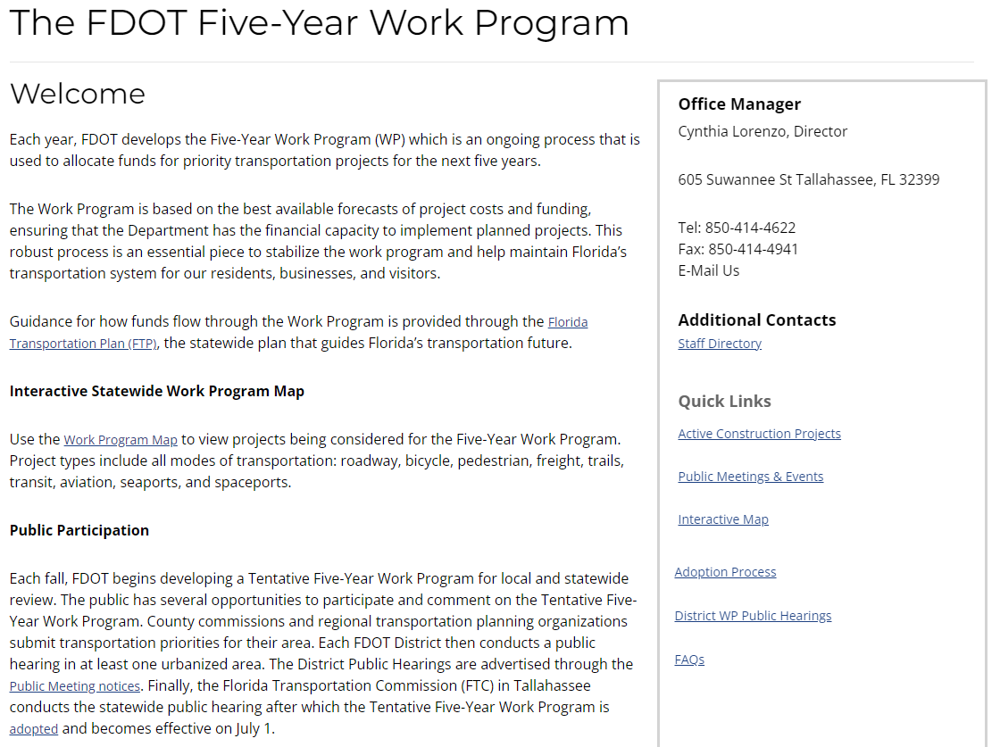 The FDOT Five-Year Work Program
Welcome
Each year, FDOT develops the Five-Year Work Program (WP) which is an ongoing process that is
used to allocate funds for priority transportation projects for the next five years.
The Work Program is based on the best available forecasts of project costs and funding,
ensuring that the Department has the financial capacity to implement planned projects. This
robust process is an essential piece to stabilize the work program and help maintain Florida’s
transportation system for our residents, businesses, and visitors.
Guidance for how funds flow through the Work Program is provided through the Florida
Transportation Plan (FTP), the statewide plan that guides Florida’s transportation future.
Interactive Statewide Work Program Map
Use the Work Program Map to view projects being considered for the Five-Year Work Program.
Project types include all modes of transportation: roadway, bicycle, pedestrian, freight, trails,
transit, aviation, seaports, and spaceports.
Public Participation
Each fall, FDOT begins developing a Tentative Five-Year Work Program for local and statewide
review. The public has several opportunities to participate and comment on the Tentative Five-
Year Work Program. County commissions and regional transportation planning organizations
submit transportation priorities for their area. Each FDOT District then conducts a public
hearing in at least one urbanized area. The District Public Hearings are advertised through the
Public Meeting notices. Finally, the Florida Transportation Commission (FTC) in Tallahassee
conducts the statewide public hearing after which the Tentative Five-Year Work Program is
adopted and becomes effective on July 1.
Office Manager
Cynthia Lorenzo, Director
605 Suwannee St Tallahassee, FL 32399
Tel: 850-414-4622
Fax: 850-414-4941
E-Mail Us
Additional Contacts
Staff Directory
Quick Links
Active Construction Projects
Public Meetings & Events
Interactive Map
Adoption Process
District WP Public Hearings
FAQs